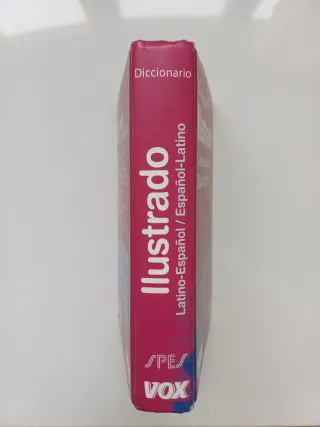 Diccionario
Ilustrado
Latino-Español / Español-Latino
SPES
VOX